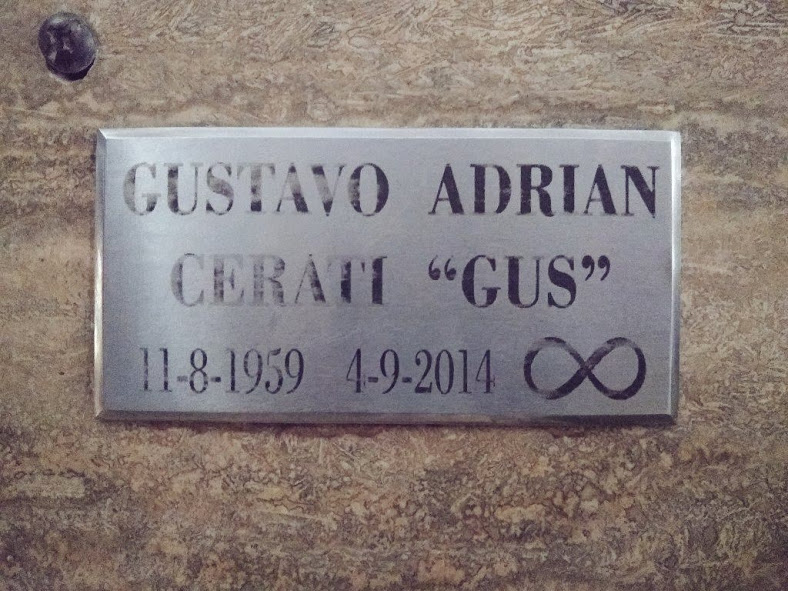 GUSTAVO ADRIAN
CERATI “GUS”
11-8-1959 4-9-2014 ∞